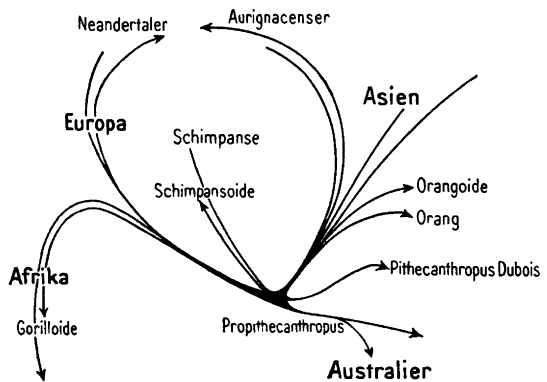 Neandertaler
Aurignacenser
Asien
Europa
Schimpanse
Schimpansoide
Orangoide
Orang
Afrika
Pithecanthropus Dubois
Gorilloide
Propithecanthropus
Australier